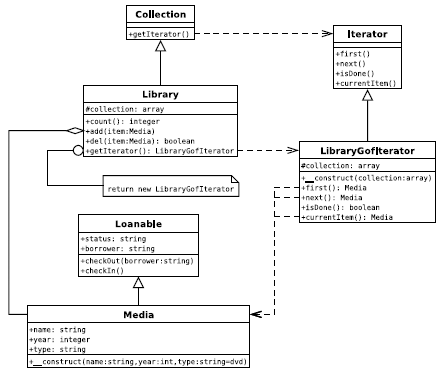 Collection
+getIterator()
Iterator
+first()
+next()
+isDone()
+currentItem()
Library
#collection: array
+count(): integer
+add(item:Media)
+del(item:Media): boolean
+getIterator(): LibraryGofIterator
return new LibraryGofIterator
LibraryGofIterator
#collection: array
+__construct(collection:array)
+first(): Media
+next(): Media
+isDone(): boolean
+currentItem(): Media
Loanable
+status: string
+borrower: string
+checkOut(borrower:string)
+checkIn()
Media
+name: string
+year: integer
+type: string
+__construct(name:string,year:int,type:string=dvd)